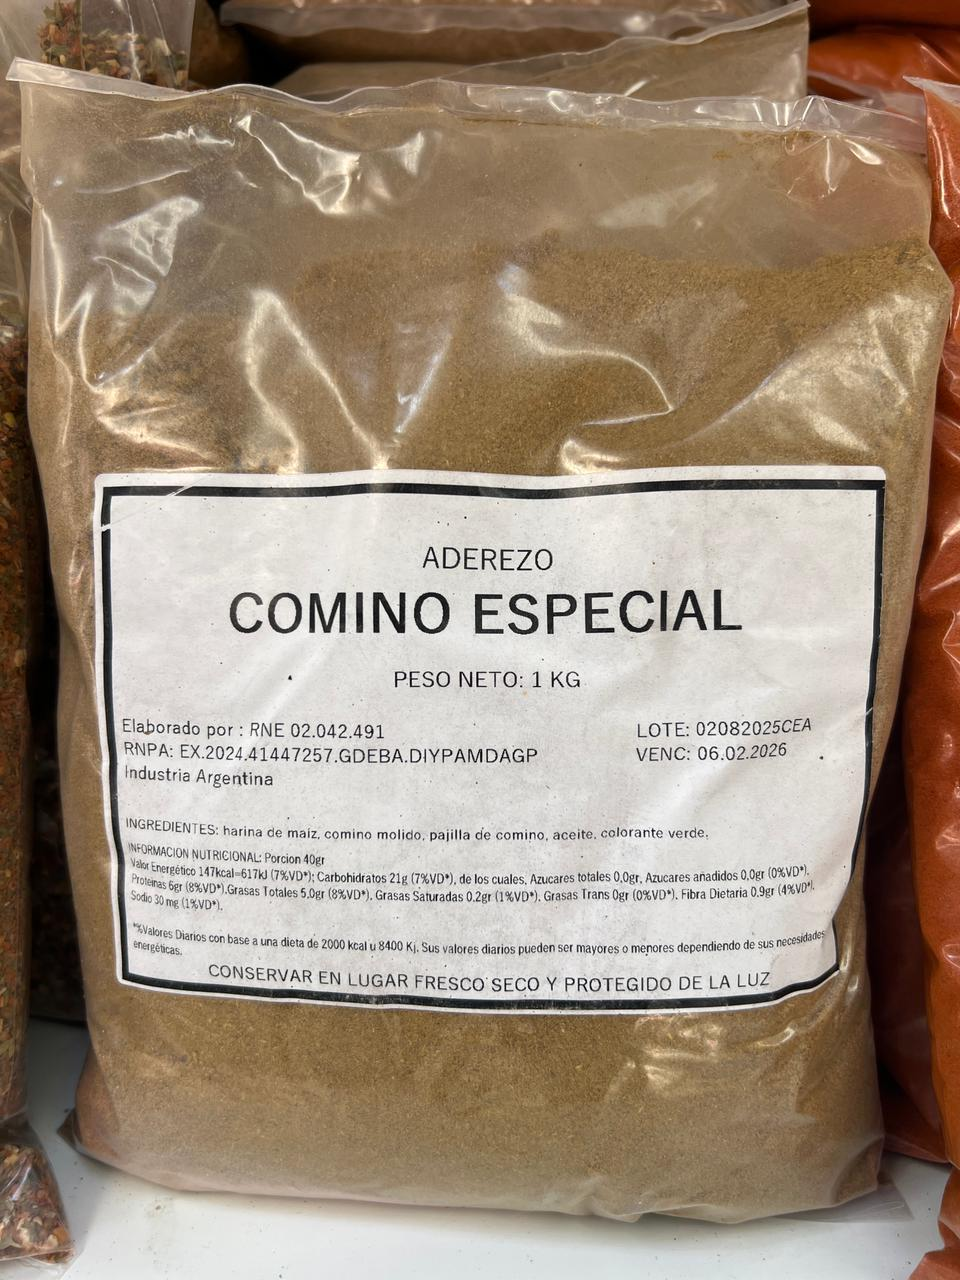 ADEREZO
COMINO ESPECIAL
PESO NETO: 1 KG
Elaborado por : RNE 02.042.491
RNPA: EX.2024.41447257.GDEBA.DIYPAMDAGP
Industria Argentina
LOTE: 02082025CEA
VENC: 06.02.2026
INGREDIENTES: harina de maiz, comino molido, pajilla de comino, aceite, colorante verde.
INFORMACION NUTRICIONAL: Porcion 40gr
Valor Energético 147kcal=617kJ (7%VD*); Carbohidratos 21g (7%VD*), de los cuales, Azucares totales 0,0gr, Azucares añadidos 0,0gr (0%VD*),
Proteinas 6gr (8%VD*).Grasas Totales 5,0gr (8%VD*), Grasas Saturadas 0.2gr (1%VD*). Grasas Trans 0gr (0%VD*). Fibra Dietaria 0.9gr (4%VD*).
Sodio 30 mg (1%VD*).
*%Valores Diarios con base a una dieta de 2000 kcal u 8400 Kj. Sus valores diarios pueden ser mayores o menores dependiendo de sus necesidades
energéticas.
CONSERVAR EN LUGAR FRESCO SECO Y PROTEGIDO DE LA LUZ